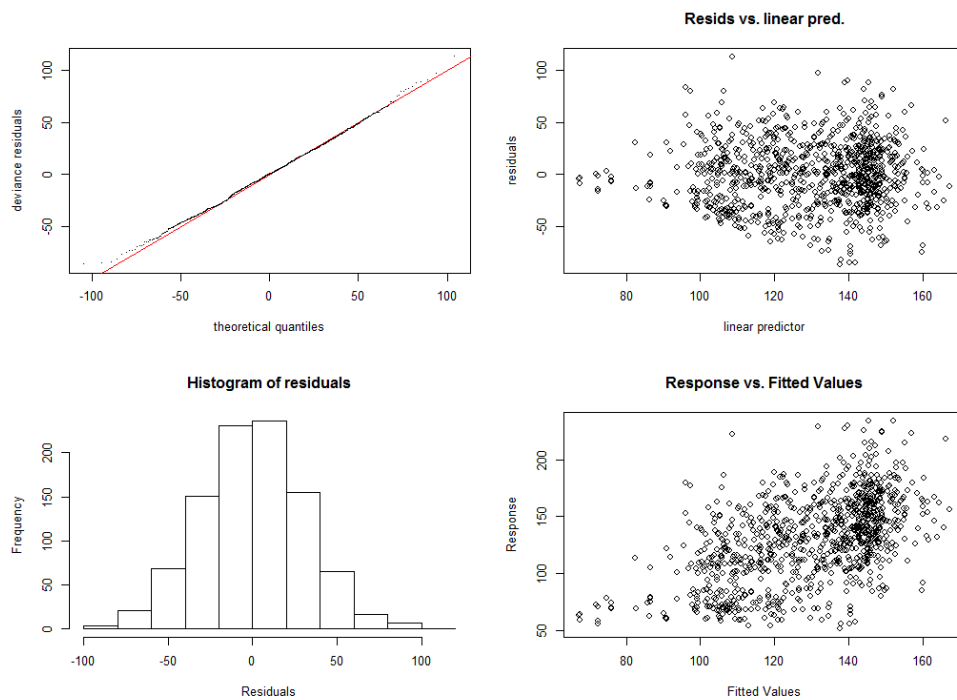 deviance residuals
100
50
0
-50
-100 -50 0 50 100
theoretical quantiles
Resids vs. linear pred.
residuals
100
50
0
-50
80 100 120 140 160
linear predictor
Histogram of residuals
Frequency
200
150
100
50
0
-100 -50 0 50 100
Residuals
Response vs. Fitted Values
Response
200
150
100
50
80 100 120 140 160
Fitted Values